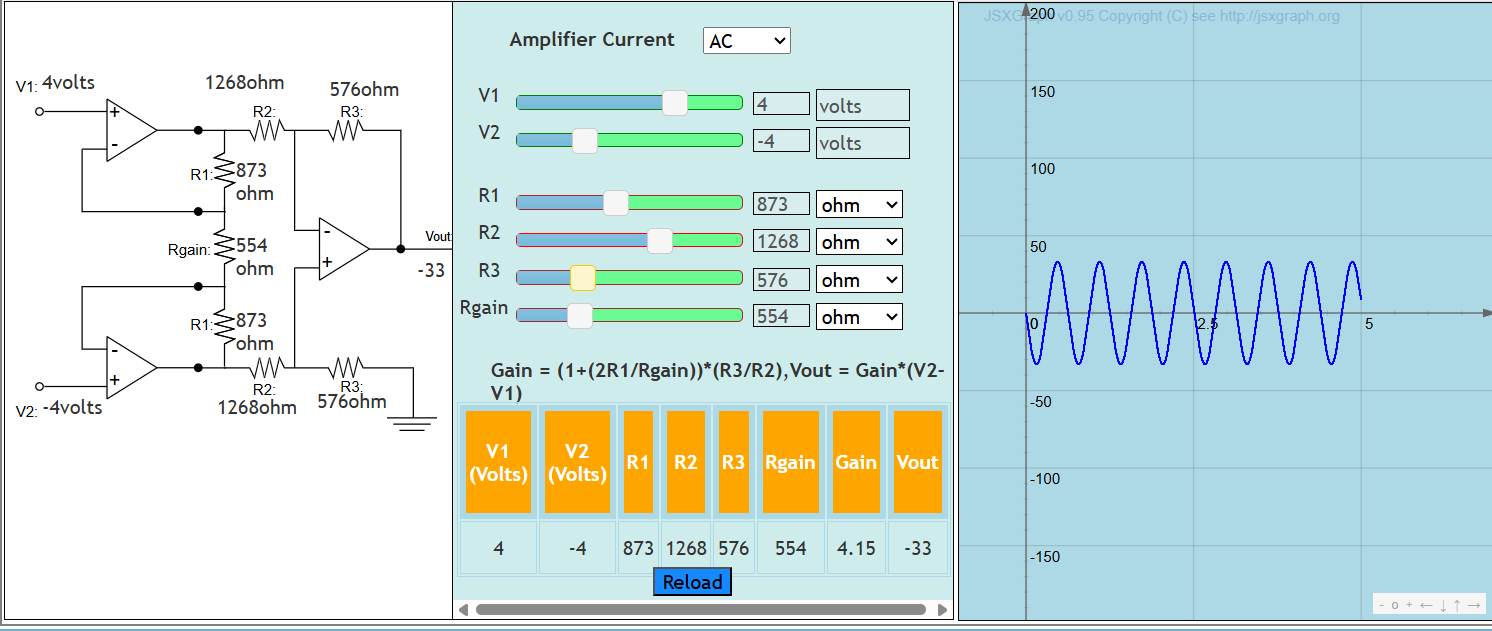 V1: 4volts
1268ohm
576ohm
R2:
R3:
+
-
R1: 873
ohm
Rgain: 554
ohm
-
+
Vout:
-33
R1: 873
ohm
-
+
V2: -4volts
R2:
1268ohm
R3:
576ohm
Amplifier Current AC
V1 4 volts
V2 -4 volts
R1 873 ohm
R2 1268 ohm
R3 576 ohm
Rgain 554 ohm
Gain = (1+(2R1/Rgain))*(R3/R2),Vout = Gain*(V2-
V1)
V1 (Volts) V2 (Volts) R1 R2 R3 Rgain Gain Vout
4 -4 873 1268 576 554 4.15 -33
Reload
JSXGraph v0.95 Copyright (C) see http://jsxgraph.org
200
150
100
50
0 2.5 5
-50
-100
-150
- o + ← ↓ ↑ →